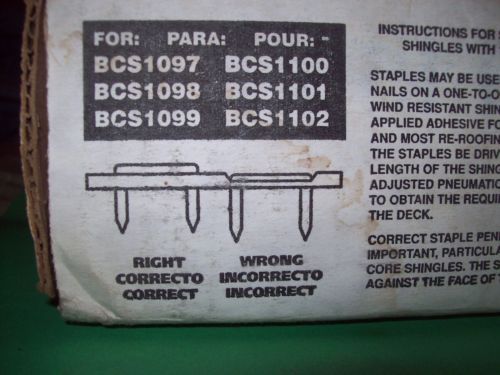 FOR: PARA: POUR: -
BCS1097 BCS1100
BCS1098 BCS1101
BCS1099 BCS1102
RIGHT WRONG
CORRECTO INCORRECTO
CORRECT INCORRECT
INSTRUCTIONS FOR
SHINGLES WITH
STAPLES MAY BE USE
NAILS ON A ONE-TO-O
WIND RESISTANT SHIN
APPLIED ADHESIVE FO
AND MOST RE-ROOFIN
THE STAPLES BE DRIV
LENGTH OF THE SHING
ADJUSTED PNEUMATIC
TO OBTAIN THE REQUI
THE DECK.
CORRECT STAPLE PEN
IMPORTANT, PARTICULA
CORE SHINGLES. THE S
AGAINST THE FACE OF T